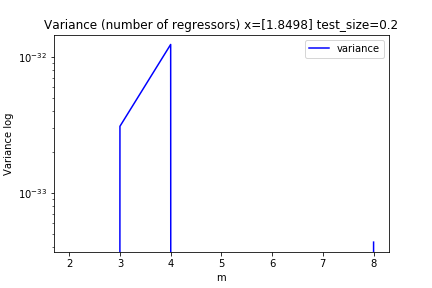 Variance (number of regressors) x=[1.8498] test_size=0.2
variance
10⁻³²
10⁻³³
Variance log
2 3 4 5 6 7 8
m